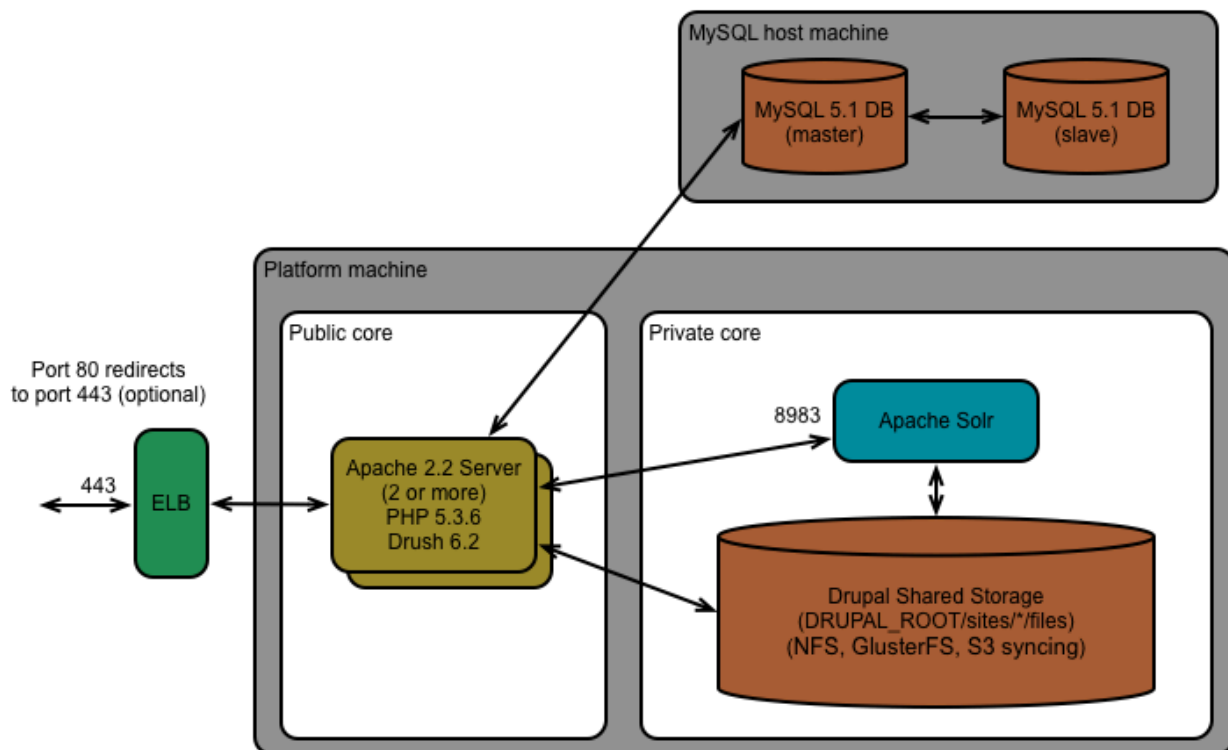 MySQL host machine
MySQL 5.1 DB
(master)
MySQL 5.1 DB
(slave)
Platform machine
Public core
Private core
Port 80 redirects
to port 443 (optional)
443
ELB
Apache 2.2 Server
(2 or more)
PHP 5.3.6
Drush 6.2
8983
Apache Solr
Drupal Shared Storage
(DRUPAL_ROOT/sites/*/files)
(NFS, GlusterFS, S3 syncing)